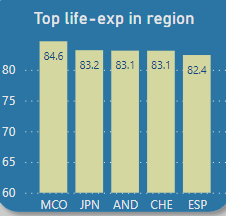 Top life-exp in region
84.6 83.2 83.1 83.1 82.4
80
75
70
65
60
MCO JPN AND CHE ESP